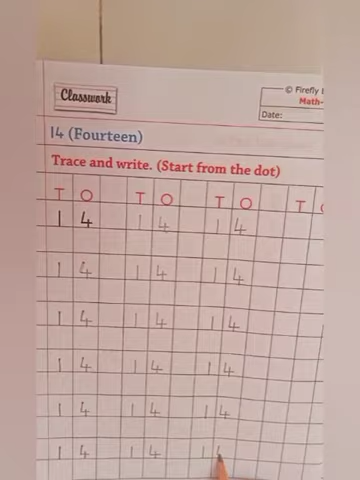 Classwork
© Firefly
Math-
Date:
14 (Fourteen)
Trace and write. (Start from the dot)
T O T O T O T
1 4 1 4 1 4
1 4 1 4 1 4
1 4 1 4 1 4
1 4 1 4 1 4
1 4 1 4 1 4
1 4 1 4 1